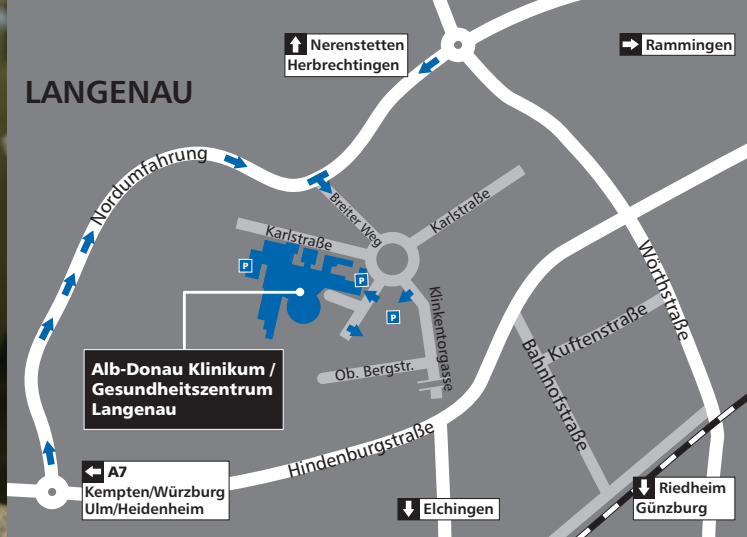 Nerenstetten
Herbrechtingen
Rammingen
LANGENAU
Nordumfahrung
Breiter Weg
Karlstraße
Karlstraße
P
P
P
Klinkentorgasse
Wörthstraße
Kuftenstraße
Bahnhofstraße
Ob. Bergstr.
Alb-Donau Klinikum /
Gesundheitszentrum
Langenau
Hindenburgstraße
A7
Kempten/Würzburg
Ulm/Heidenheim
Elchingen
Riedheim
Günzburg